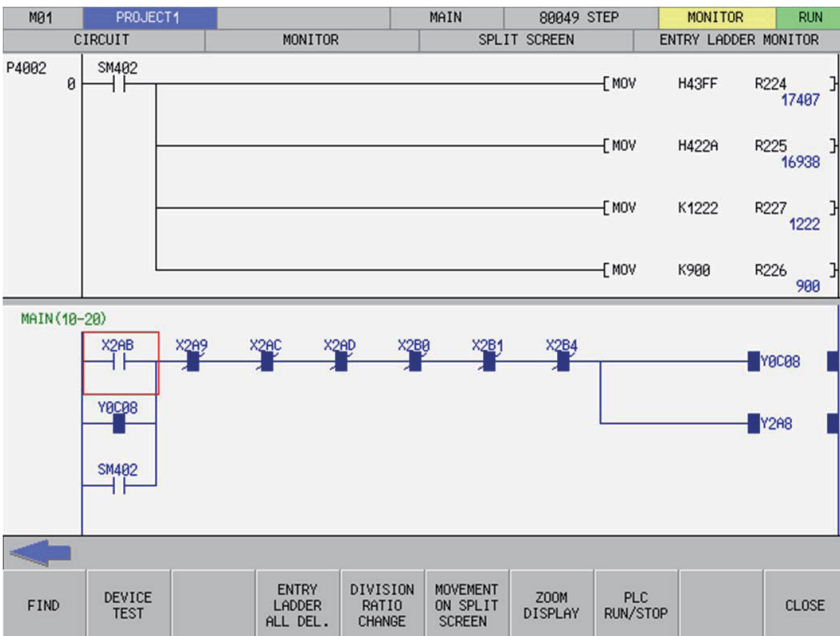 M01 PROJECT1 MAIN 80049 STEP MONITOR RUN
CIRCUIT MONITOR SPLIT SCREEN ENTRY LADDER MONITOR
P4002 SM402
0 [ MOV H43FF R224 ]
17407
[ MOV H422A R225 ]
16938
[ MOV K1222 R227 ]
1222
[ MOV K900 R226 ]
900
MAIN(10-20)
X2AB X2A9 X2AC X2AD X2B0 X2B1 X2B4
Y0C08
Y0C08
Y2A8
SM402
FIND
DEVICE
TEST
ENTRY
LADDER
ALL DEL.
DIVISION
RATIO
CHANGE
MOVEMENT
ON SPLIT
SCREEN
ZOOM
DISPLAY
PLC
RUN/STOP
CLOSE